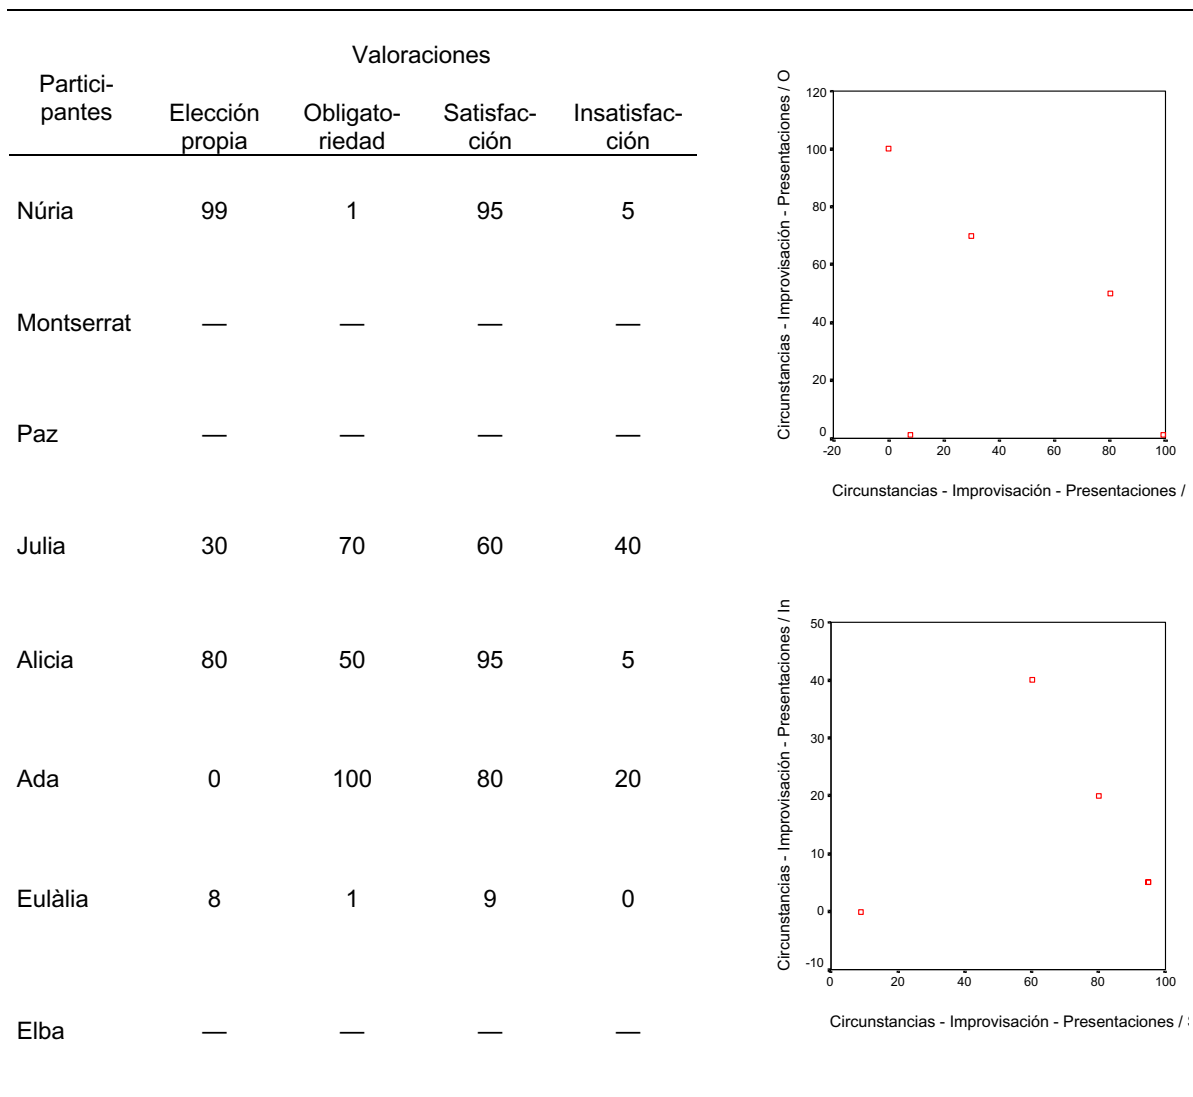 Valoraciones
Partici-
pantes
Elección
propia
Obligato-
riedad
Satisfac-
ción
Insatisfac-
ción
Núria 99 1 95 5
Montserrat — — — —
Paz — — — —
Julia 30 70 60 40
Alicia 80 50 95 5
Ada 0 100 80 20
Eulàlia 8 1 9 0
Elba — — — —
Circunstancias - Improvisación - Presentaciones / O
120
100
80
60
40
20
0
-20 0 20 40 60 80 100
Circunstancias - Improvisación - Presentaciones /
Circunstancias - Improvisación - Presentaciones / In
50
40
30
20
10
0
-10
0 20 40 60 80 100
Circunstancias - Improvisación - Presentaciones /